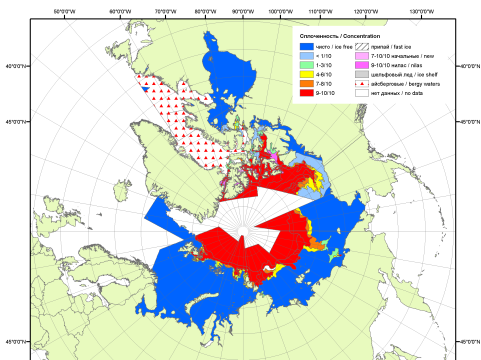 50°0'0"W 60°0'0"W 70°0'0"W 80°0'0"W 90°0'0"W 100°0'0"W 110°0'0"W 120°0'0"W 130°0'0"W
Сплоченность / Concentration
чисто / ice free
припай / fast ice
< 1/10
7-10/10 начальные / new
1-3/10
9-10/10 нилас / nilas
4-6/10
шельфовый лед / ice shelf
7-8/10
айсберговые / bergy waters
9-10/10
нет данных / no data
40°0'0"N
40°0'0"N
45°0'0"N
45°0'0"N
45°0'0"N
45°0'0"N